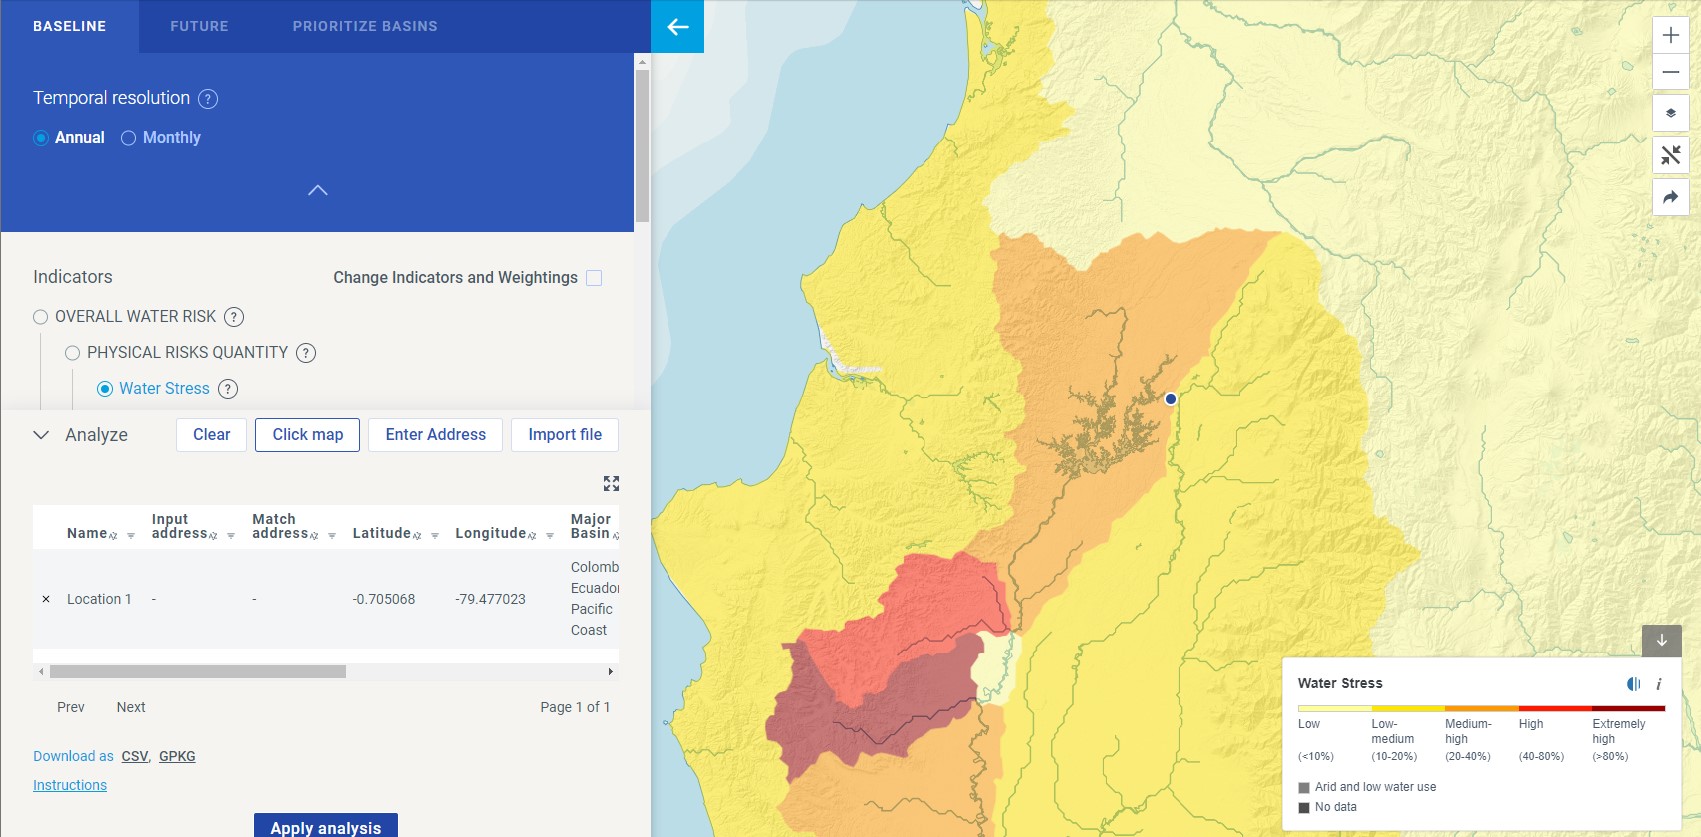 BASELINE
FUTURE
PRIORITIZE BASINS
Temporal resolution ?
Annual
Monthly
Indicators
Change Indicators and Weightings
OVERALL WATER RISK ?
PHYSICAL RISKS QUANTITY ?
Water Stress ?
Analyze
Clear
Click map
Enter Address
Import file
Name
Input address
Match address
Latitude
Longitude
Major Basin
× Location 1 - - -0.705068 -79.477023
Colomb
Ecuador
Pacific
Coast
Prev
Next
Page 1 of 1
Download as CSV, GPKG
Instructions
Apply analysis
Water Stress
i
Low
Low-medium
Medium-high
High
Extremely high
(<10%)
(10-20%)
(20-40%)
(40-80%)
(>80%)
Arid and low water use
No data